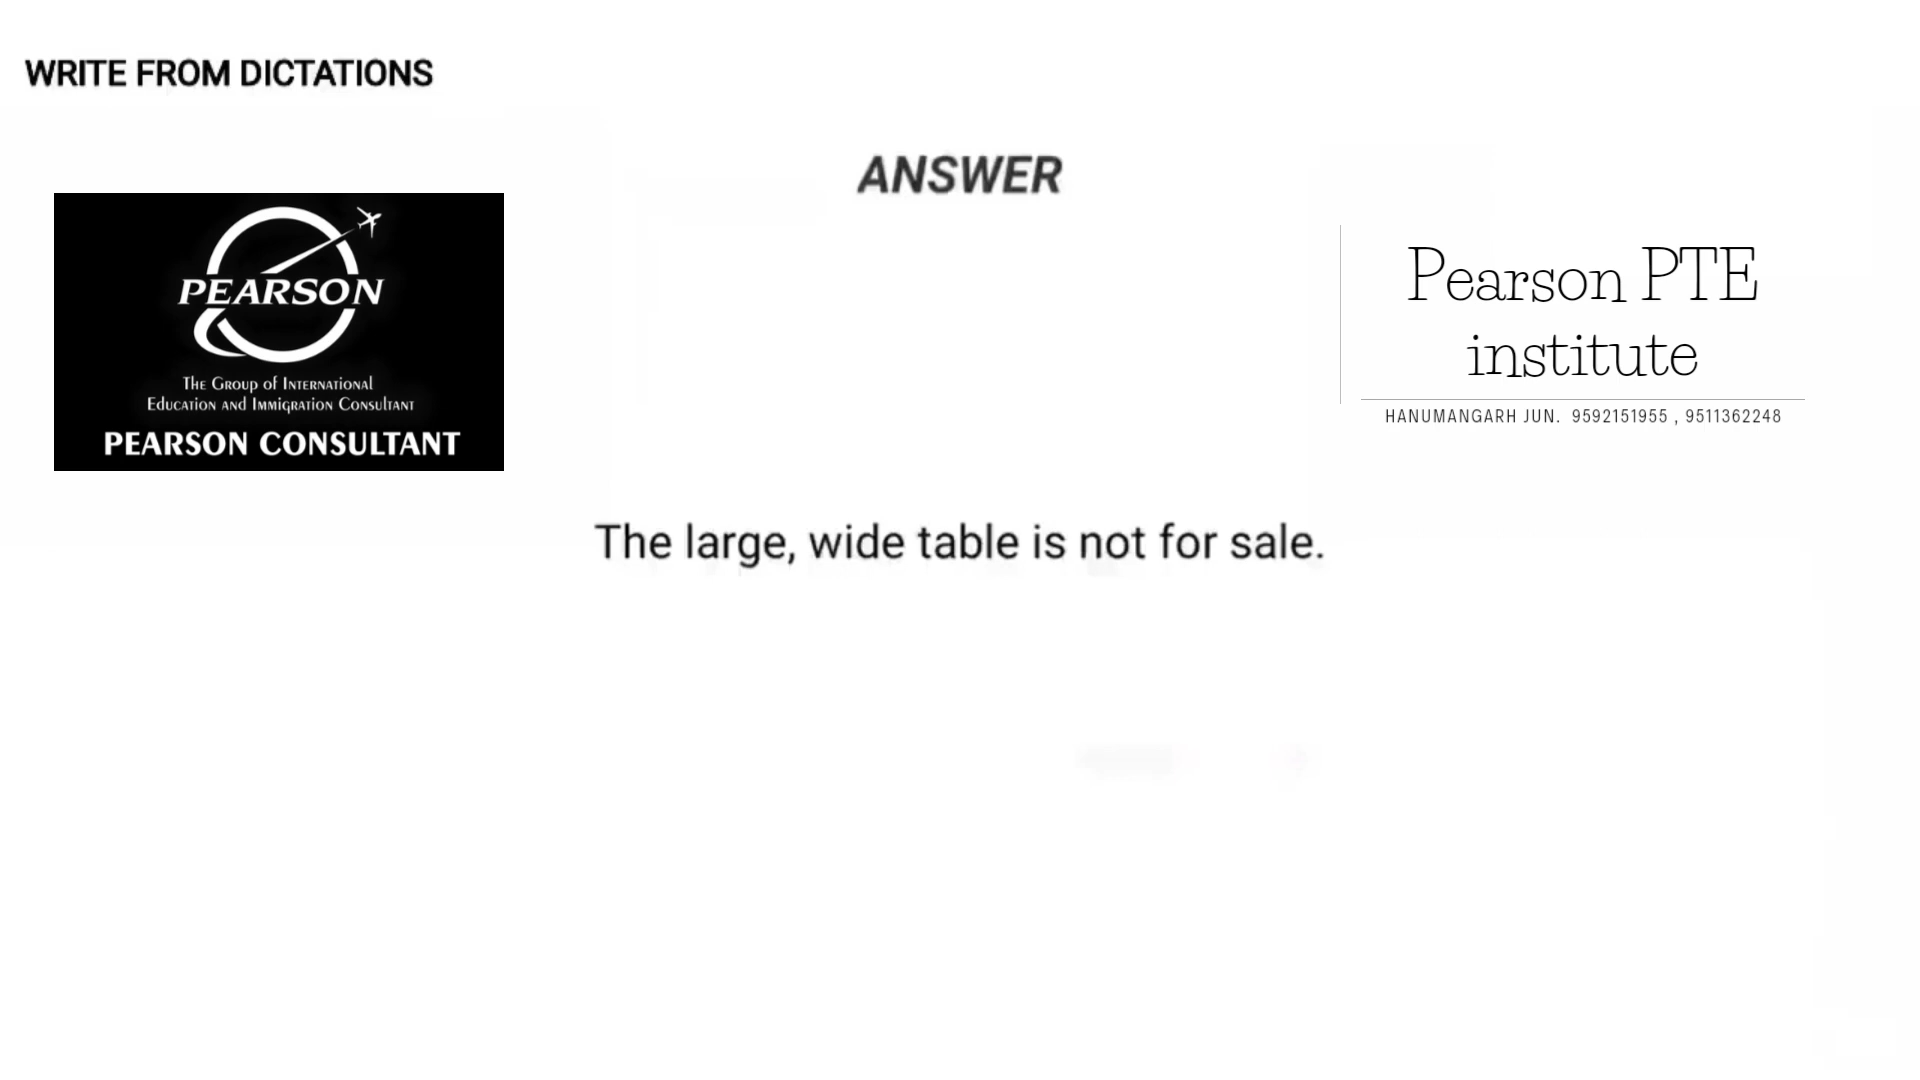 WRITE FROM DICTATIONS
ANSWER
PEARSON
The Group of International
Education and Immigration Consultant
PEARSON CONSULTANT
Pearson PTE
institute
HANUMANGARH JUN. 9592151955 , 9511362248
The large, wide table is not for sale.